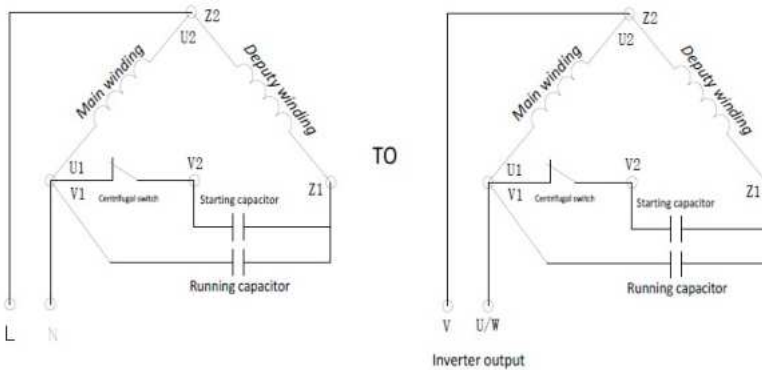 Z2
U2
Main winding
Deputy winding
U1
V1
V2
Z1
Centrifugal switch
Starting capacitor
Running capacitor
L
N
TO
Z2
U2
Main winding
Deputy winding
U1
V1
V2
Z1
Centrifugal switch
Starting capacitor
Running capacitor
V
U/W
Inverter output